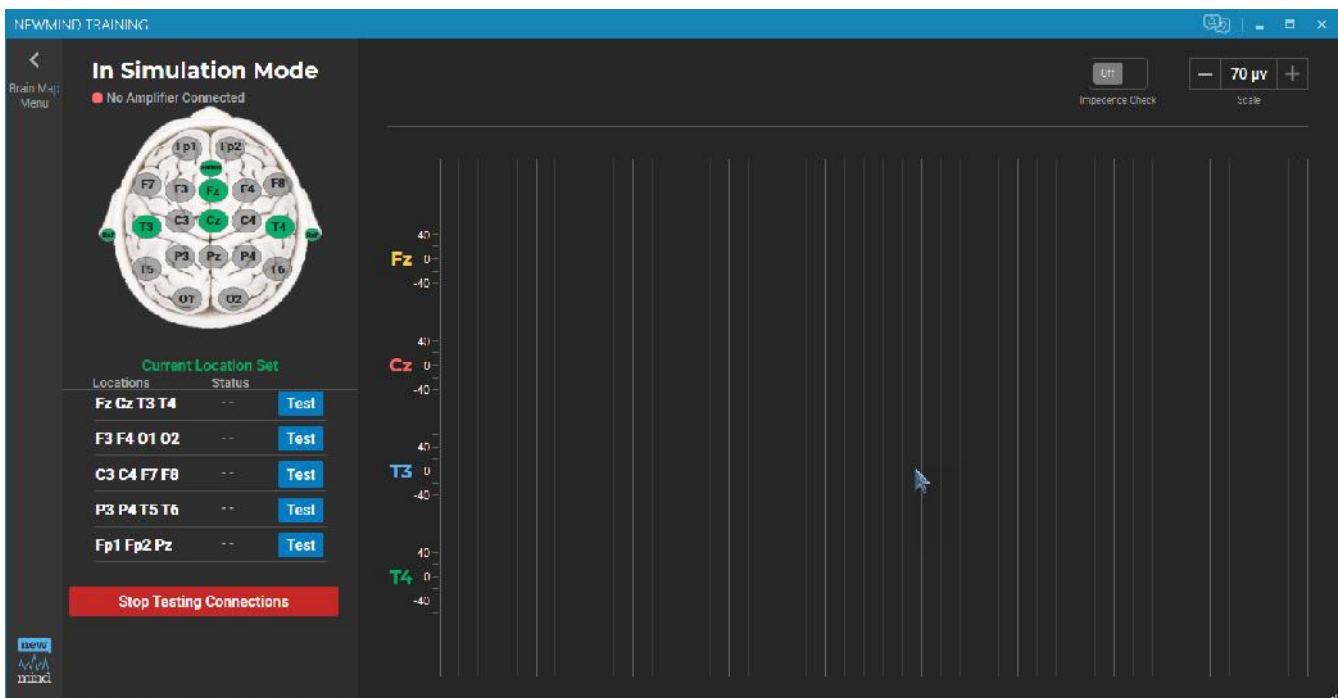 NEWMIND TRAINING
Brain Map
Menu
In Simulation Mode
No Amplifier Connected
Off
Impecence Check
— 70 μv +
Scale
Fp1 Fp2
F7 F3 Fz F4 F8
T3 C3 Cz C4 T4
T5 P3 Pz P4 T6
O1 O2
Current Location Set
Locations Status
Fz Cz T3 T4 -- Test
F3 F4 O1 O2 -- Test
C3 C4 F7 F8 -- Test
P3 P4 T5 T6 -- Test
Fp1 Fp2 Pz -- Test
Stop Testing Connections
40
Fz 0
-40
40
Cz 0
-40
40
T3 0
-40
40
T4 0
-40
new
mind